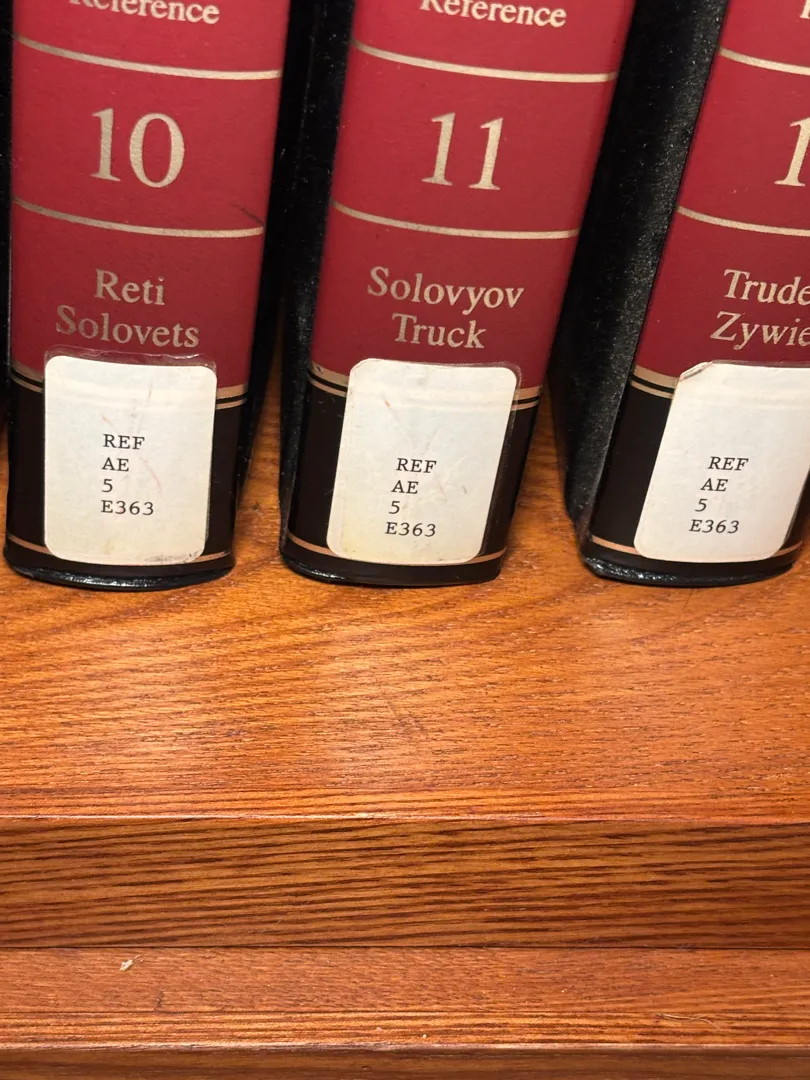 Reference
10
Reti
Solovets
REF
AE
5
E363
Reference
11
Solovyov
Truck
REF
AE
5
E363
REF
AE
5
E363